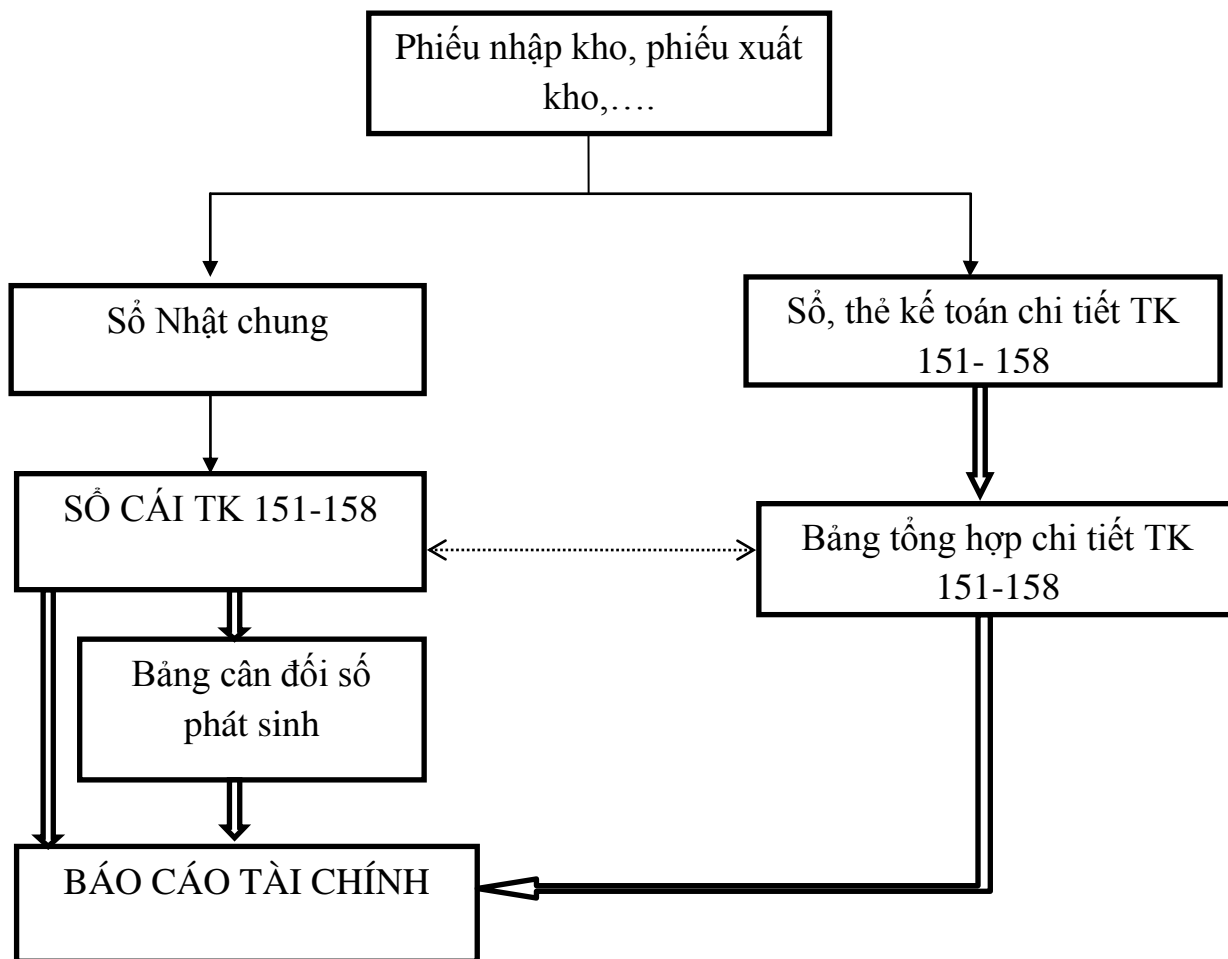 Phiếu nhập kho, phiếu xuất
kho,….
Sổ Nhật chung
Sổ, thẻ kế toán chi tiết TK
151- 158
SỔ CÁI TK 151-158
Bảng tổng hợp chi tiết TK
151-158
Bảng cân đối số
phát sinh
BÁO CÁO TÀI CHÍNH